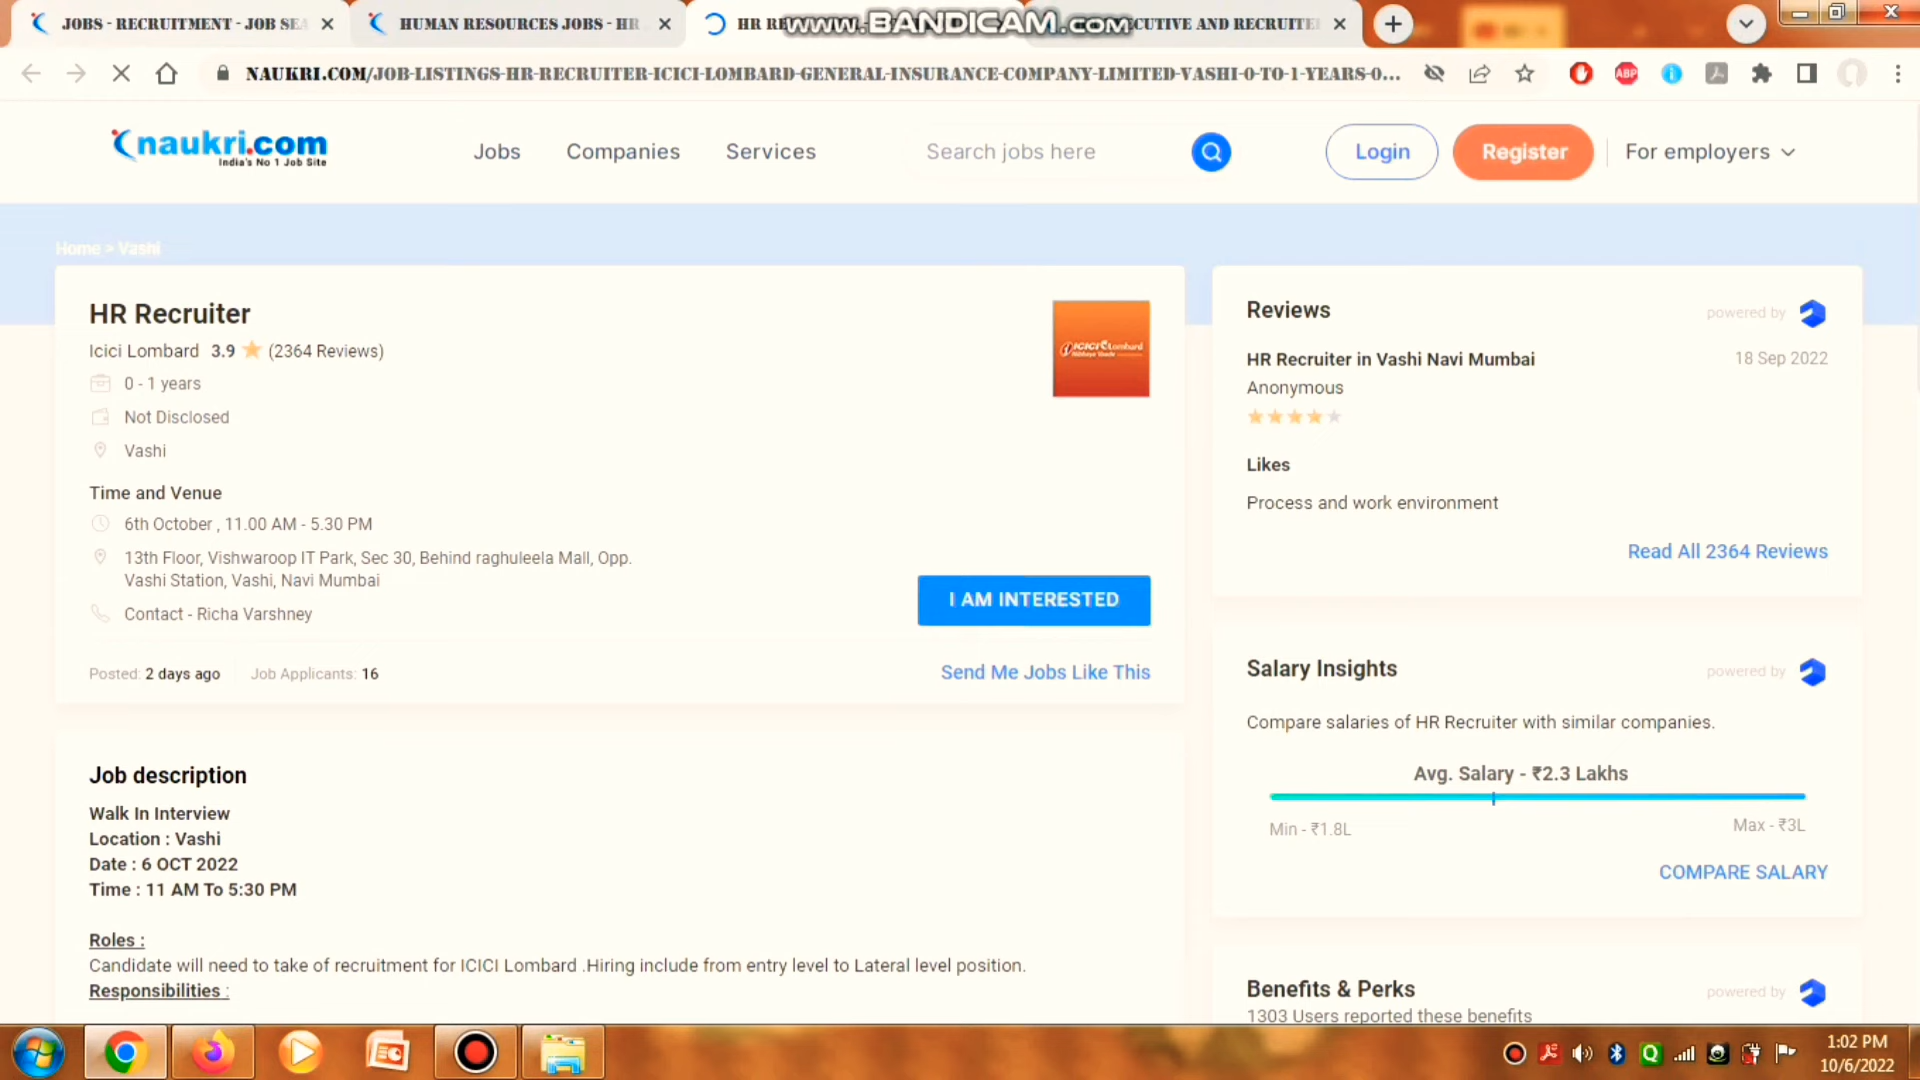 JOBS - RECRUITMENT - JOB SEA
HUMAN RESOURCES JOBS - HR
HR RE
www.BANDICAM.com
ECUTIVE AND RECRUITE
NAUKRI.COM/JOB-LISTINGS-HR-RECRUITER-ICICI-LOMBARD-GENERAL-INSURANCE-COMPANY-LIMITED-VASHI-0-TO-1-YEARS-0...
ABP
naukri.com
India's No 1 Job Site
Jobs
Companies
Services
Search jobs here
Login
Register
For employers
Home > Vashi
HR Recruiter
Icici Lombard 3.9 (2364 Reviews)
0 - 1 years
Not Disclosed
Vashi
Time and Venue
6th October , 11.00 AM - 5.30 PM
13th Floor, Vishwaroop IT Park, Sec 30, Behind raghuleela Mall, Opp.
Vashi Station, Vashi, Navi Mumbai
Contact - Richa Varshney
ICICI Lombard
I AM INTERESTED
Posted: 2 days ago
Job Applicants: 16
Send Me Jobs Like This
Job description
Walk In Interview
Location : Vashi
Date : 6 OCT 2022
Time : 11 AM To 5:30 PM
Roles :
Candidate will need to take of recruitment for ICICI Lombard .Hiring include from entry level to Lateral level position.
Responsibilities :
Reviews
powered by
HR Recruiter in Vashi Navi Mumbai
18 Sep 2022
Anonymous
Likes
Process and work environment
Read All 2364 Reviews
Salary Insights
powered by
Compare salaries of HR Recruiter with similar companies.
Avg. Salary - ₹2.3 Lakhs
Min - ₹1.8L
Max - ₹3L
COMPARE SALARY
Benefits & Perks
powered by
1303 Users reported these benefits
1:02 PM
10/6/2022